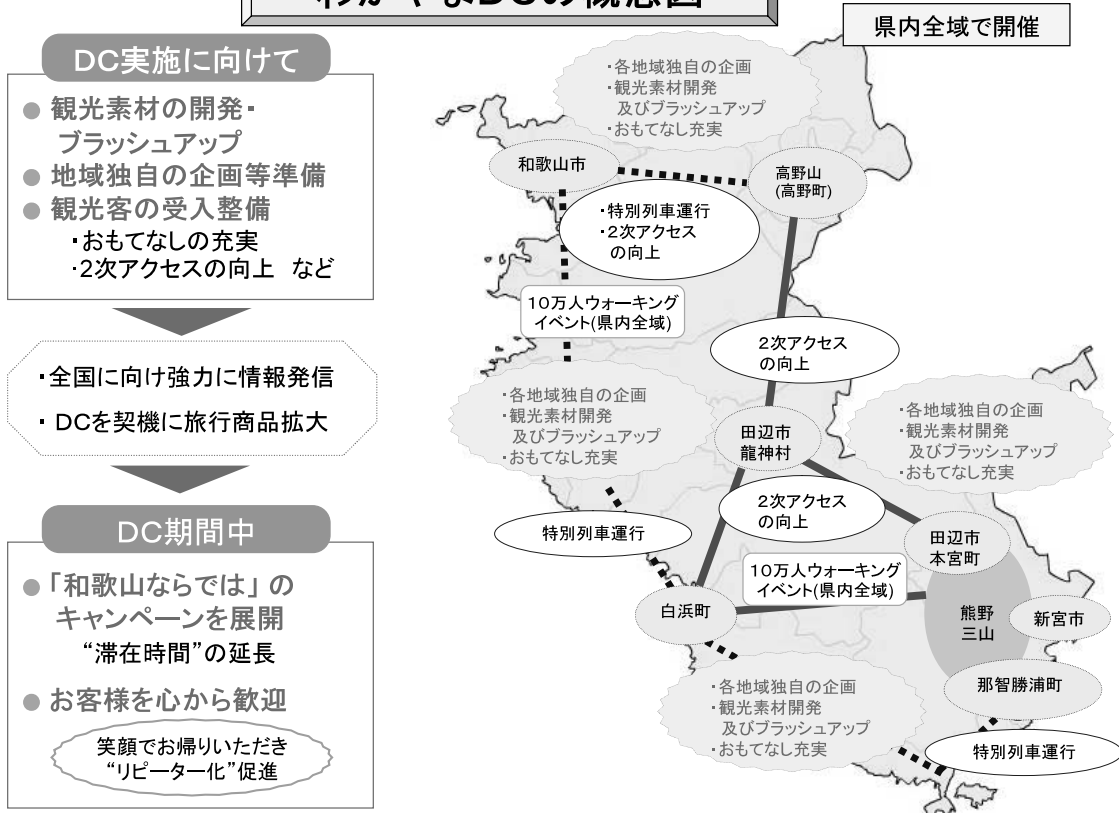 わかやまDCの概念図
県内全域で開催
DC実施に向けて
● 観光素材の開発・
ブラッシュアップ
● 地域独自の企画等準備
● 観光客の受入整備
・おもてなしの充実
・2次アクセスの向上 など
・全国に向け強力に情報発信
・DCを契機に旅行商品拡大
DC期間中
● 「和歌山ならでは」の
キャンペーンを展開
“滞在時間”の延長
● お客様を心から歓迎
笑顔でお帰りいただき
“リピーター化”促進
・各地域独自の企画
・観光素材開発
及びブラッシュアップ
・おもてなし充実
和歌山市
高野山
(高野町)
・特別列車運行
・2次アクセス
の向上
10万人ウォーキング
イベント(県内全域)
2次アクセス
の向上
・各地域独自の企画
・観光素材開発
及びブラッシュアップ
・おもてなし充実
田辺市
龍神村
・各地域独自の企画
・観光素材開発
及びブラッシュアップ
・おもてなし充実
2次アクセス
の向上
特別列車運行
田辺市
本宮町
10万人ウォーキング
イベント(県内全域)
白浜町
熊野
三山
新宮市
那智勝浦町
・各地域独自の企画
・観光素材開発
及びブラッシュアップ
・おもてなし充実
特別列車運行